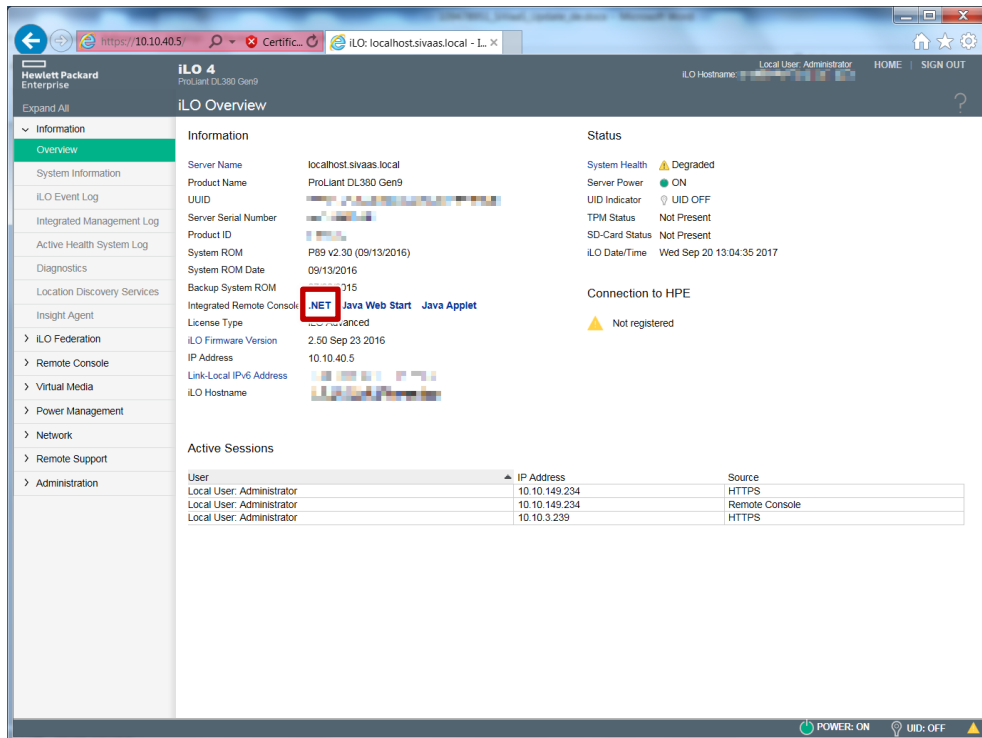 https://10.10.40.5/
Certific...
iLO: localhost.sivaas.local - I...
Hewlett Packard
Enterprise
iLO 4
ProLiant DL380 Gen9
Local User: Administrator
iLO Hostname:
HOME | SIGN OUT
Expand All
iLO Overview
?
Information
Overview
System Information
iLO Event Log
Integrated Management Log
Active Health System Log
Diagnostics
Location Discovery Services
Insight Agent
iLO Federation
Remote Console
Virtual Media
Power Management
Network
Remote Support
Administration
Information
Server Name localhost.sivaas.local
Product Name ProLiant DL380 Gen9
UUID
Server Serial Number
Product ID
System ROM P89 v2.30 (09/13/2016)
System ROM Date 09/13/2016
Backup System ROM
Integrated Remote Console .NET Java Web Start Java Applet
License Type iLO Advanced
iLO Firmware Version 2.50 Sep 23 2016
IP Address 10.10.40.5
Link-Local IPv6 Address
iLO Hostname
Status
System Health Degraded
Server Power ON
UID Indicator UID OFF
TPM Status Not Present
SD-Card Status Not Present
iLO Date/Time Wed Sep 20 13:04:35 2017
Connection to HPE
Not registered
Active Sessions
User IP Address Source
Local User: Administrator 10.10.149.234 HTTPS
Local User: Administrator 10.10.149.234 Remote Console
Local User: Administrator 10.10.3.239 HTTPS
POWER: ON UID: OFF